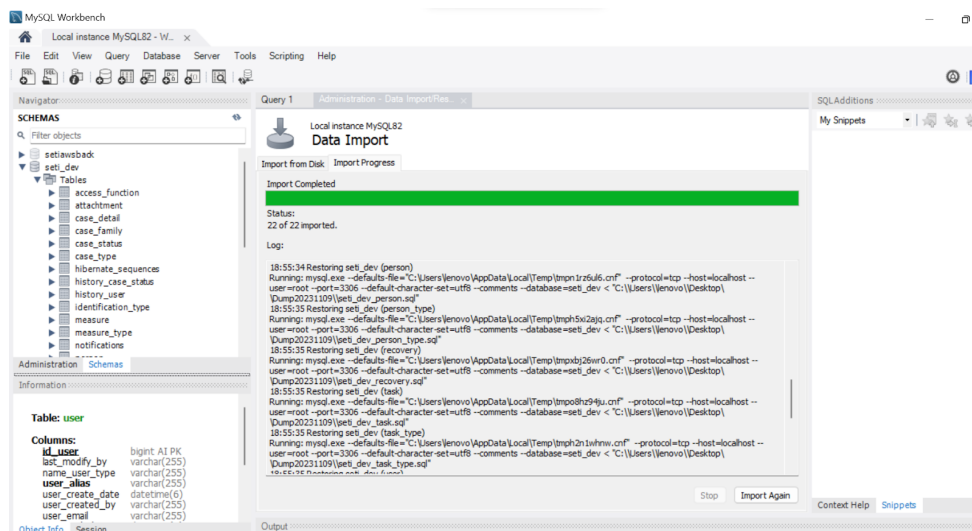 MySQL Workbench
Local instance MySQL82 - W... ×
File Edit View Query Database Server Tools Scripting Help
Navigator
SCHEMAS
Filter objects
setiawsback
seti_dev
Tables
access_function
attachtment
case_detail
case_family
case_status
case_type
hibernate_sequences
history_case_status
history_user
identification_type
measure
measure_type
notifications
Administration Schemas
Information
Table: user
Columns:
id_user bigint AI PK
last_modify_by varchar(255)
name_user_type varchar(255)
user_alias varchar(255)
user_create_date datetime(6)
user_created_by varchar(255)
user_email varchar(255)
Object Info Session
Query 1 Administration - Data Import/Res... ×
Local instance MySQL82
Data Import
Import from Disk Import Progress
Import Completed
Status:
22 of 22 imported.
Log:
18:55:34 Restoring seti_dev (person)
Running: mysql.exe --defaults-file="C:\Users\lenovo\AppData\Local\Temp\tmpn1rz6ul6.cnf" --protocol=tcp --host=localhost --
user=root --port=3306 --default-character-set=utf8 --comments --database=seti_dev < "C:\\Users\\lenovo\\Desktop\
\Dump20231109\\seti_dev_person.sql"
18:55:35 Restoring seti_dev (person_type)
Running: mysql.exe --defaults-file="C:\Users\lenovo\AppData\Local\Temp\tmph5xi2ajq.cnf" --protocol=tcp --host=localhost --
user=root --port=3306 --default-character-set=utf8 --comments --database=seti_dev < "C:\\Users\\lenovo\\Desktop\
\Dump20231109\\seti_dev_person_type.sql"
18:55:35 Restoring seti_dev (recovery)
Running: mysql.exe --defaults-file="C:\Users\lenovo\AppData\Local\Temp\tmpxbj26wr0.cnf" --protocol=tcp --host=localhost --
user=root --port=3306 --default-character-set=utf8 --comments --database=seti_dev < "C:\\Users\\lenovo\\Desktop\
\Dump20231109\\seti_dev_recovery.sql"
18:55:35 Restoring seti_dev (task)
Running: mysql.exe --defaults-file="C:\Users\lenovo\AppData\Local\Temp\tmpo8hz94ju.cnf" --protocol=tcp --host=localhost --
user=root --port=3306 --default-character-set=utf8 --comments --database=seti_dev < "C:\\Users\\lenovo\\Desktop\
\Dump20231109\\seti_dev_task.sql"
18:55:35 Restoring seti_dev (task_type)
Running: mysql.exe --defaults-file="C:\Users\lenovo\AppData\Local\Temp\tmph2n1whnw.cnf" --protocol=tcp --host=localhost --
user=root --port=3306 --default-character-set=utf8 --comments --database=seti_dev < "C:\\Users\\lenovo\\Desktop\
\Dump20231109\\seti_dev_task_type.sql"
18:55:35 Restoring seti_dev (user)
Stop Import Again
Output
SQLAdditions
My Snippets
Context Help Snippets